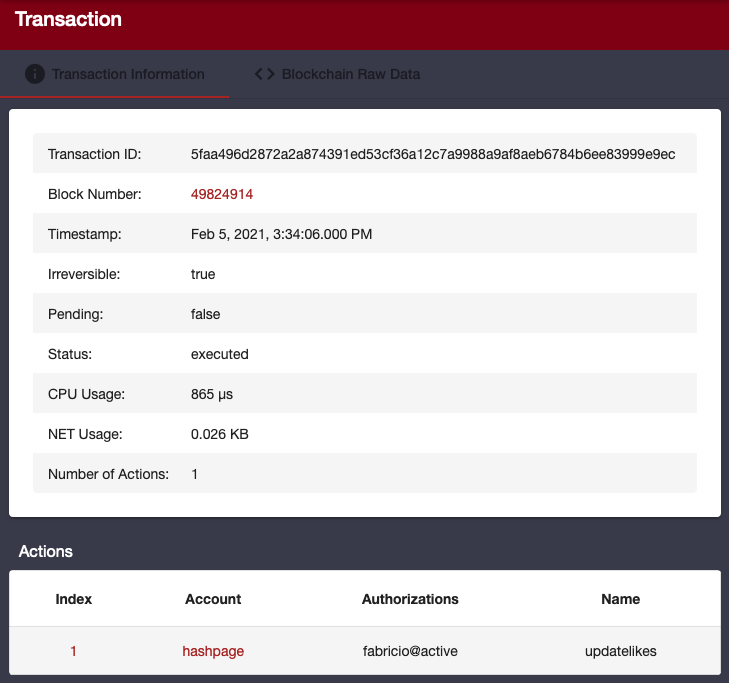 Transaction
Transaction Information Blockchain Raw Data
Transaction ID: 5faa496d2872a2a874391ed53cf36a12c7a9988a9af8aeb6784b6ee83999e9ec
Block Number: 49824914
Timestamp: Feb 5, 2021, 3:34:06.000 PM
Irreversible: true
Pending: false
Status: executed
CPU Usage: 865 µs
NET Usage: 0.026 KB
Number of Actions: 1
Actions
Index Account Authorizations Name
1 hashpage fabricio@active updatelikes